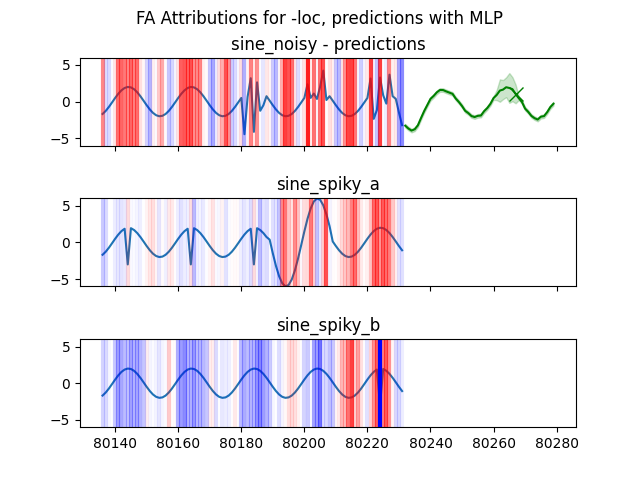 FA Attributions for -loc, predictions with MLP
sine_noisy - predictions
5
0
−5
sine_spiky_a
5
0
−5
sine_spiky_b
5
0
−5
80140 80160 80180 80200 80220 80240 80260 80280